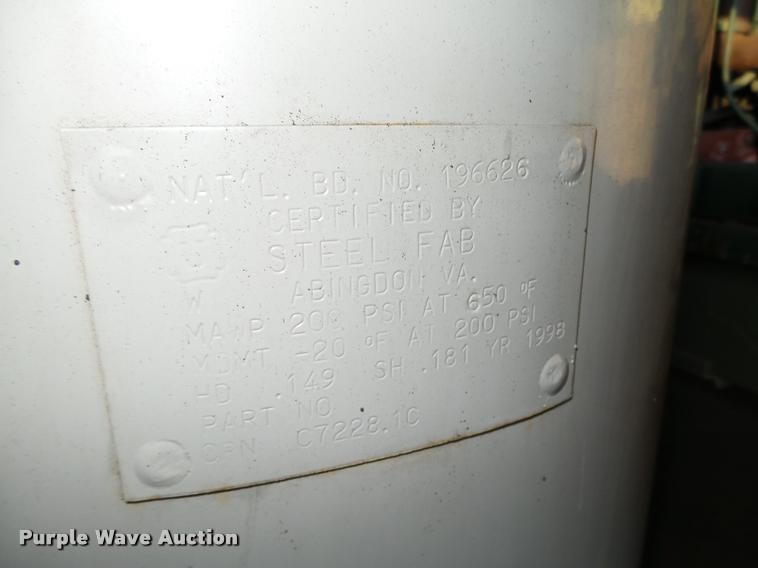 NAT'L. BD. NO. 196626
CERTIFIED BY
STEEL FAB
W ABINGDON VA.
MAWP 200 PSI AT 650 °F
MDMT -20 °F AT 200 PSI
HD .149 SH .181 YR 1998
PART NO.
CRN C7228.1C
Purple Wave Auction